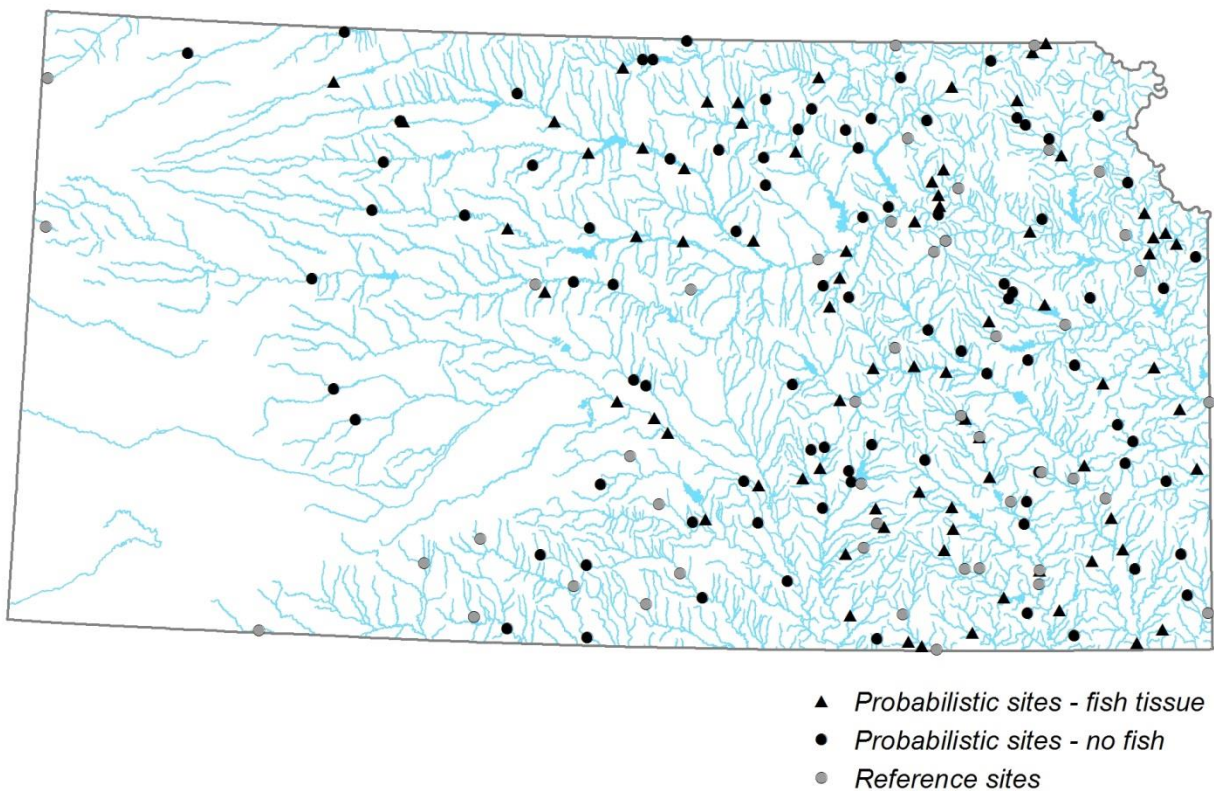 Probabilistic sites - fish tissue
Probabilistic sites - no fish
Reference sites